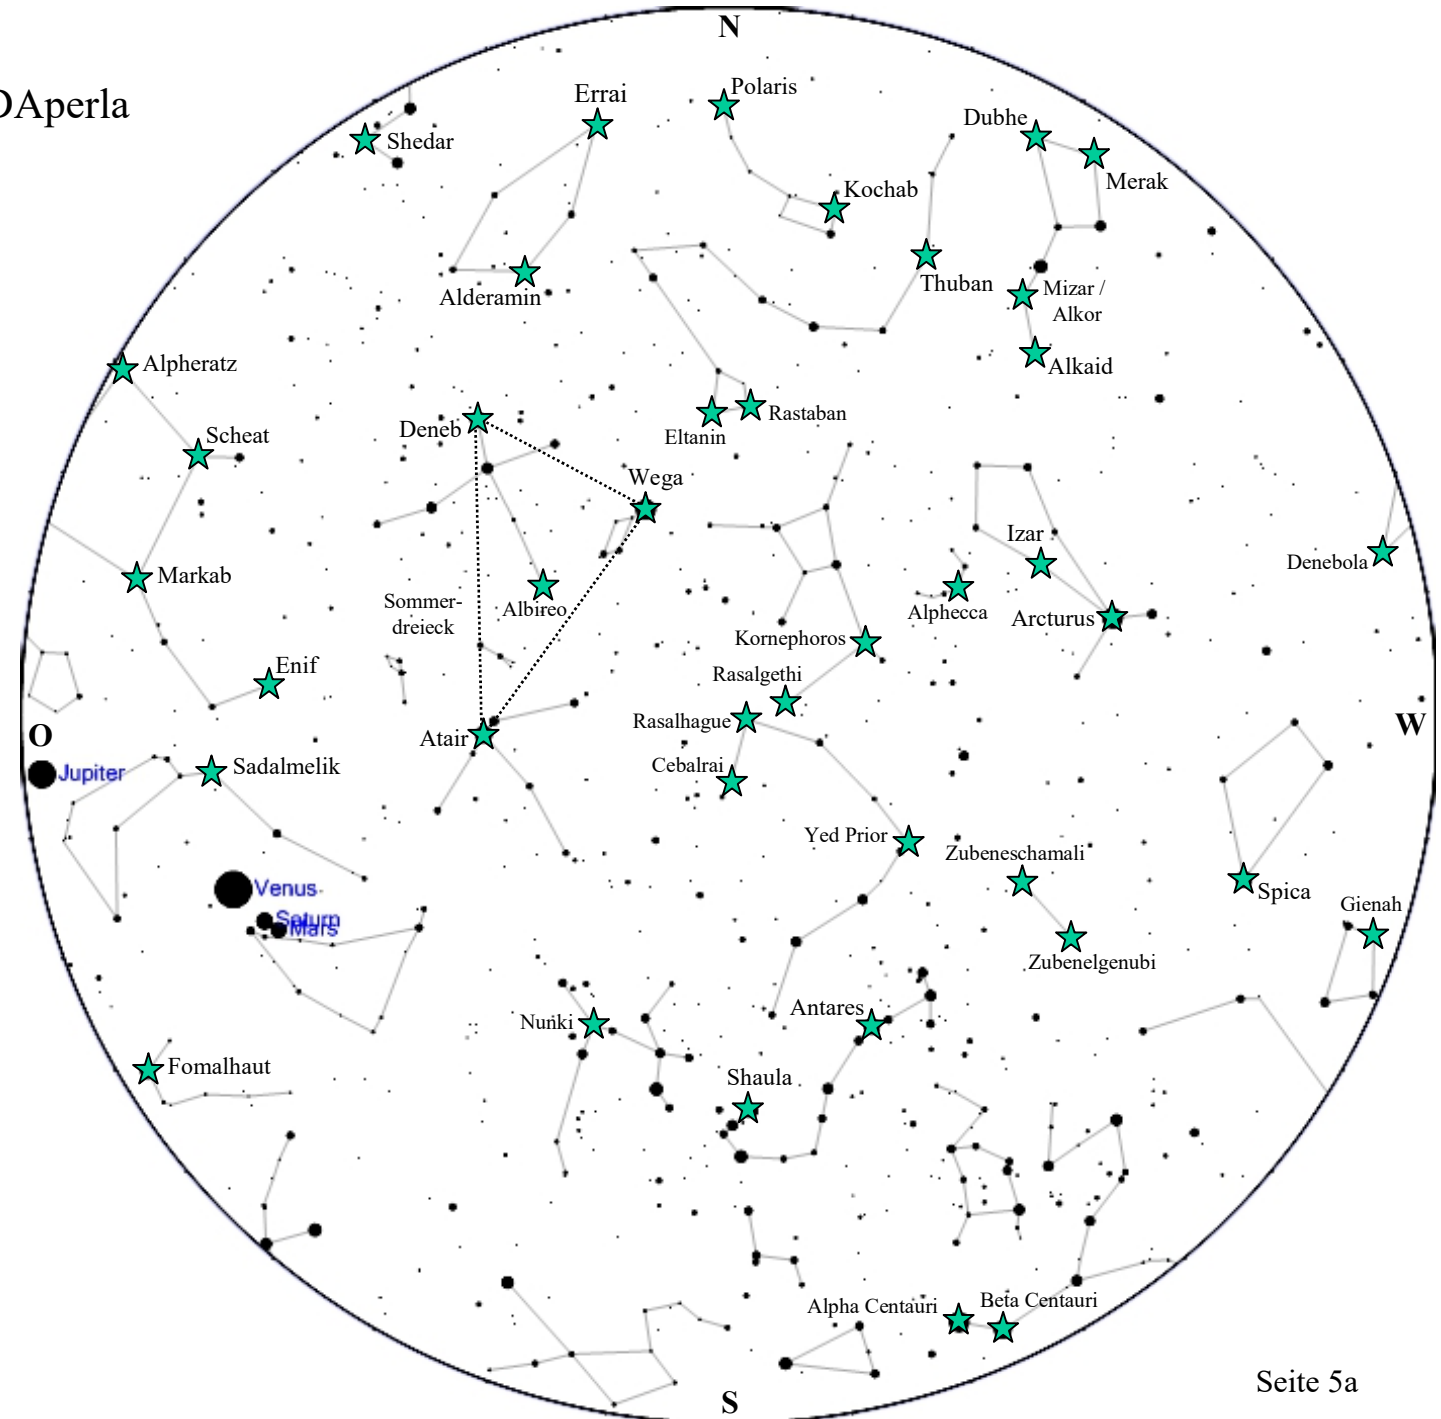 N
DAperla
Polaris
Errai
Dubhe
Shedar
Merak
Kochab
Thuban
Mizar /
Alkor
Alderamin
Alpheratz
Alkaid
Rastaban
Deneb
Eltanin
Scheat
Wega
Izar
Denebola
Markab
Sommer-
dreieck
Albireo
Alphecca
Arcturus
Kornephoros
Enif
Rasalgethi
Rasalhague
O
Atair
W
Cebalrai
Sadalmelik
Jupiter
Yed Prior
Zubeneschamali
Venus
Spica
Gienah
Saturn
Mars
Zubenelgenubi
Antares
Nunki
Fomalhaut
Shaula
Alpha Centauri
Beta Centauri
Seite 5a
S